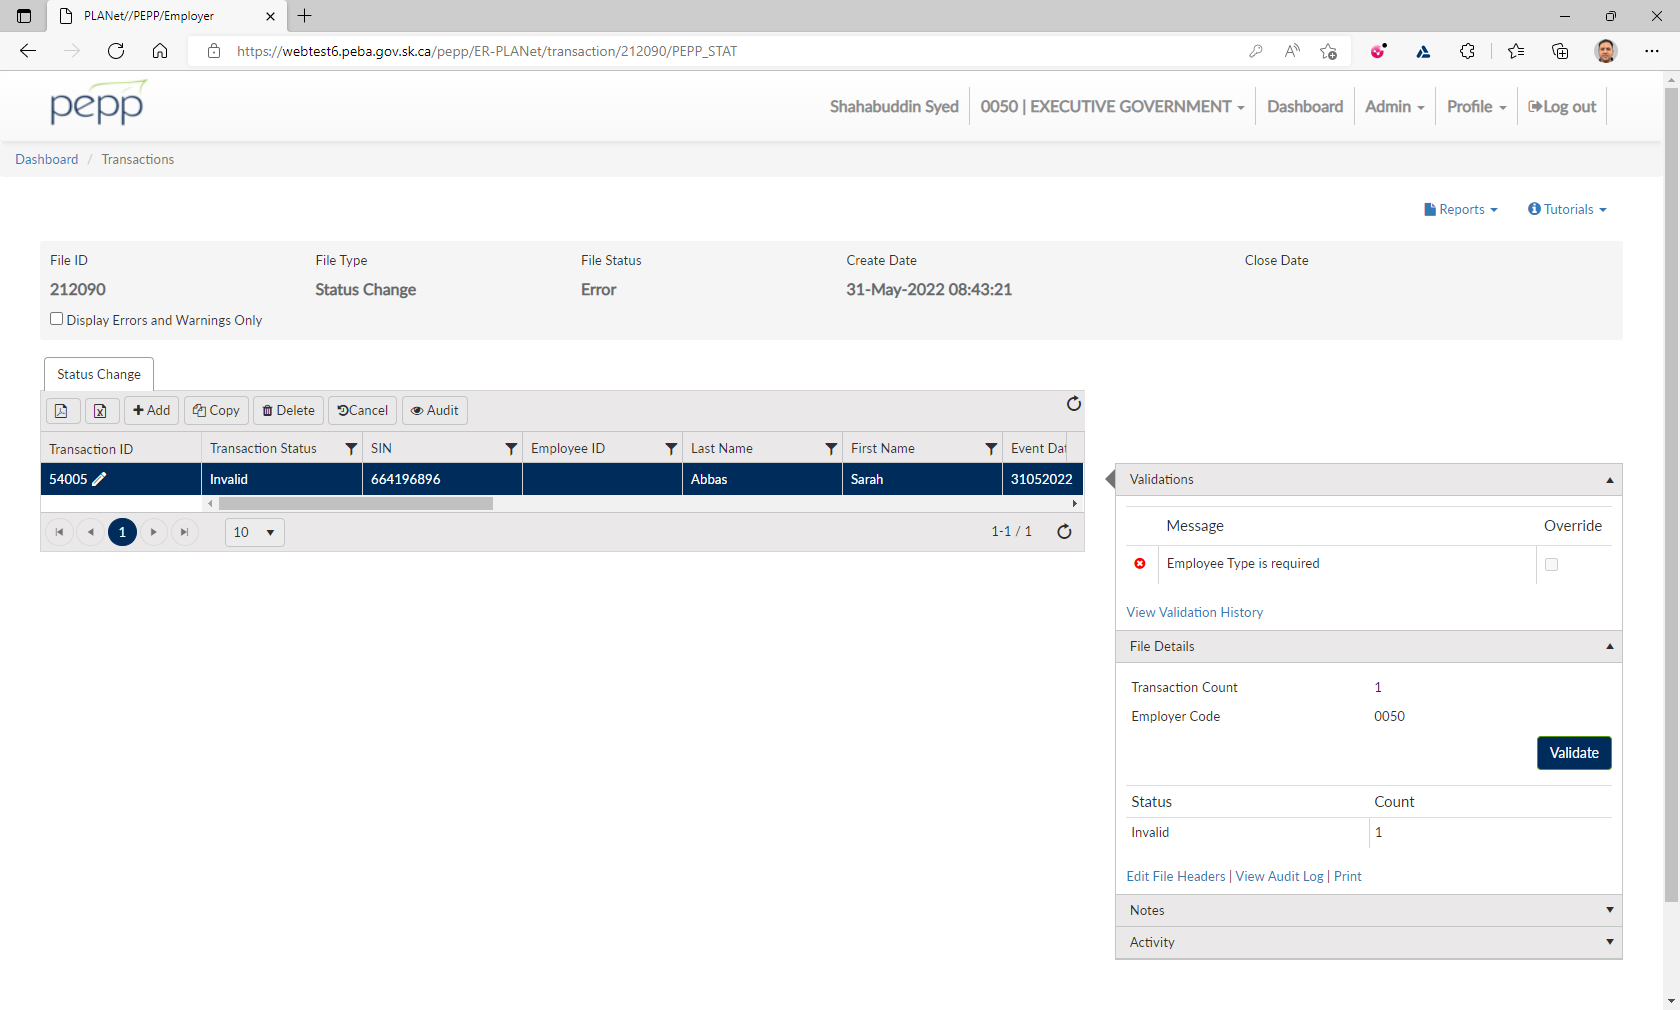 PLANet//PEPP/Employer
https://webtest6.peba.gov.sk.ca/pepp/ER-PLANet/transaction/212090/PEPP_STAT
pepp
Shahabuddin Syed
0050 | EXECUTIVE GOVERNMENT
Dashboard
Admin
Profile
Log out
Dashboard / Transactions
Reports
Tutorials
File ID File Type File Status Create Date Close Date
212090 Status Change Error 31-May-2022 08:43:21
Display Errors and Warnings Only
Status Change
Add Copy Delete Cancel Audit
Transaction ID Transaction Status SIN Employee ID Last Name First Name Event Dat
54005 Invalid 664196896 Abbas Sarah 31052022
1 10 1-1 / 1
Validations
Message Override
Employee Type is required
View Validation History
File Details
Transaction Count 1
Employer Code 0050
Validate
Status Count
Invalid 1
Edit File Headers | View Audit Log | Print
Notes
Activity